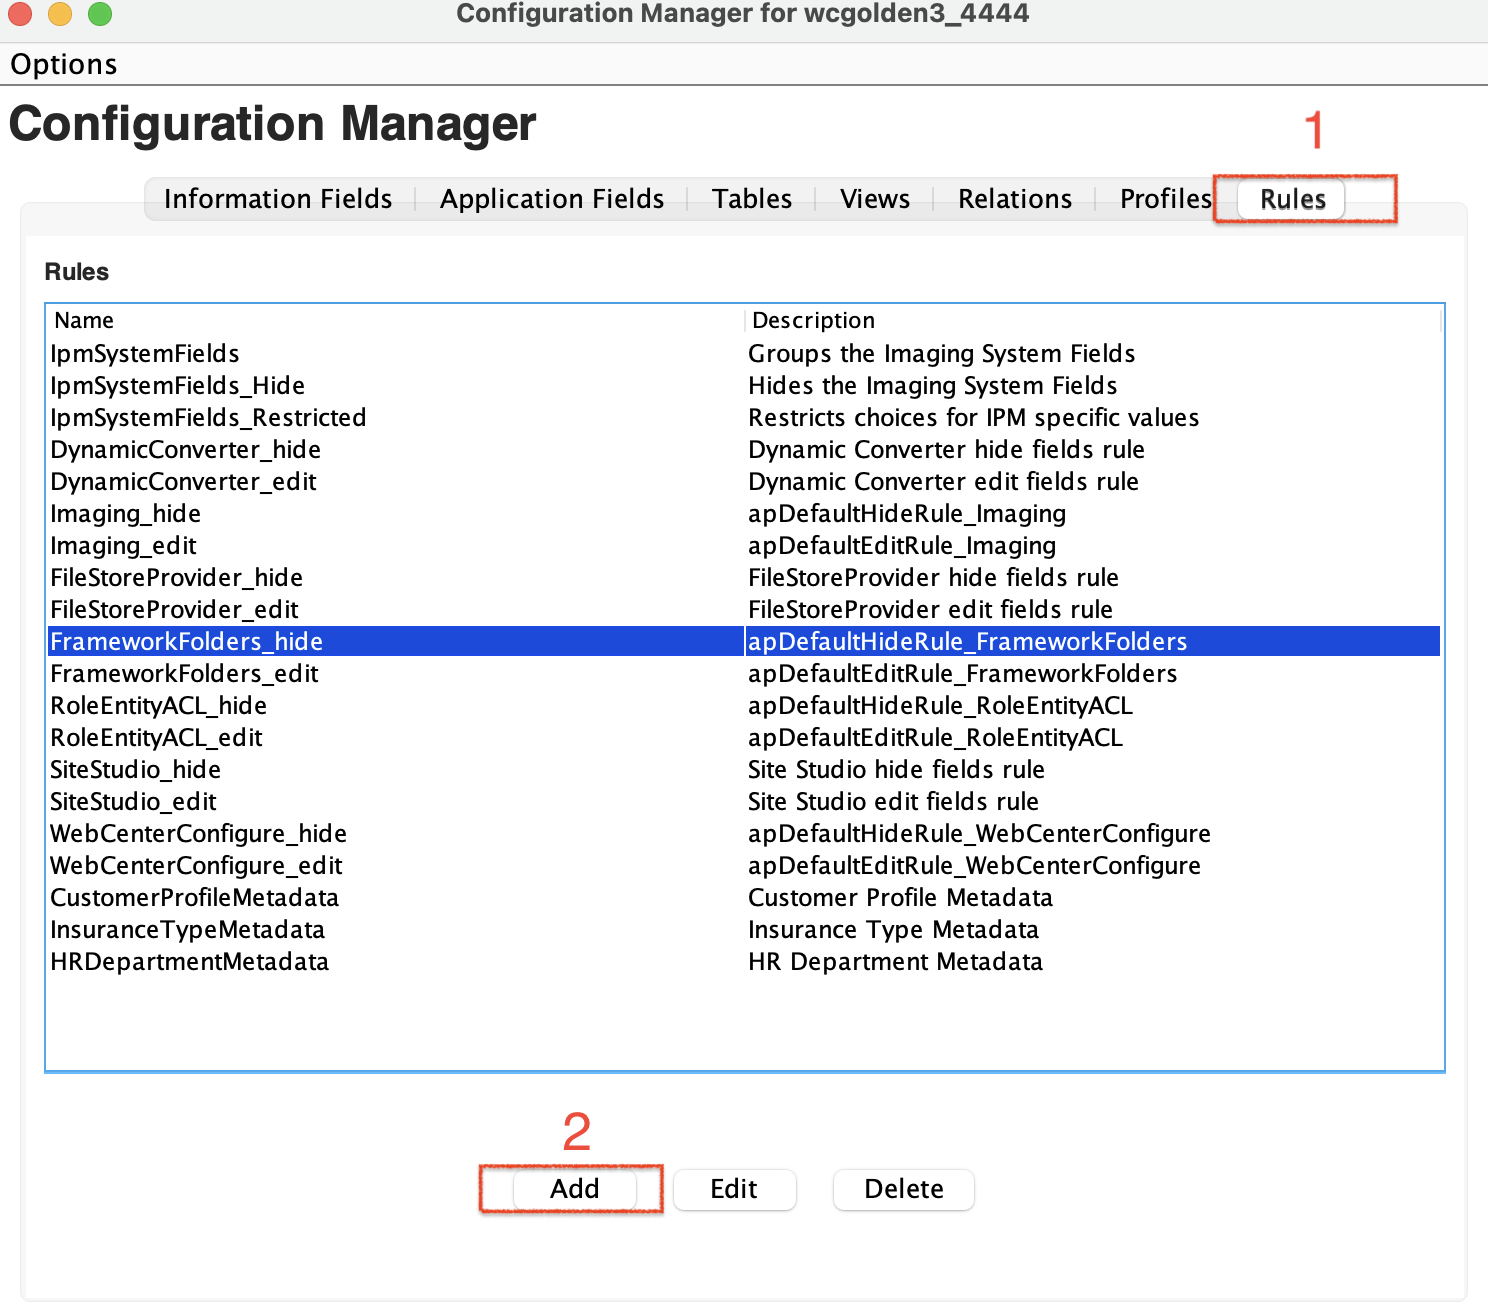 Configuration Manager for wcgolden3_4444
Options
Configuration Manager
1
Information Fields Application Fields Tables Views Relations Profiles Rules
Rules
Name Description
IpmSystemFields Groups the Imaging System Fields
IpmSystemFields_Hide Hides the Imaging System Fields
IpmSystemFields_Restricted Restricts choices for IPM specific values
DynamicConverter_hide Dynamic Converter hide fields rule
DynamicConverter_edit Dynamic Converter edit fields rule
Imaging_hide apDefaultHideRule_Imaging
Imaging_edit apDefaultEditRule_Imaging
FileStoreProvider_hide FileStoreProvider hide fields rule
FileStoreProvider_edit FileStoreProvider edit fields rule
FrameworkFolders_hide apDefaultHideRule_FrameworkFolders
FrameworkFolders_edit apDefaultEditRule_FrameworkFolders
RoleEntityACL_hide apDefaultHideRule_RoleEntityACL
RoleEntityACL_edit apDefaultEditRule_RoleEntityACL
SiteStudio_hide Site Studio hide fields rule
SiteStudio_edit Site Studio edit fields rule
WebCenterConfigure_hide apDefaultHideRule_WebCenterConfigure
WebCenterConfigure_edit apDefaultEditRule_WebCenterConfigure
CustomerProfileMetadata Customer Profile Metadata
InsuranceTypeMetadata Insurance Type Metadata
HRDepartmentMetadata HR Department Metadata
2
Add Edit Delete